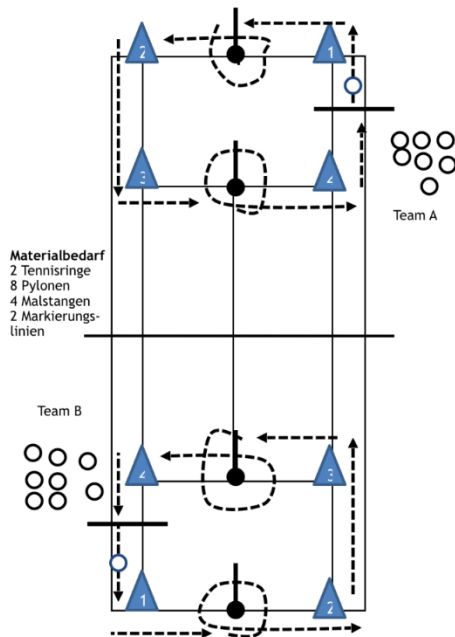 2
1
3
2
Team A
Materialbedarf
2 Tennisringe
8 Pylonen
4 Malstangen
2 Markierungs-
linien
Team B
4
3
1
2